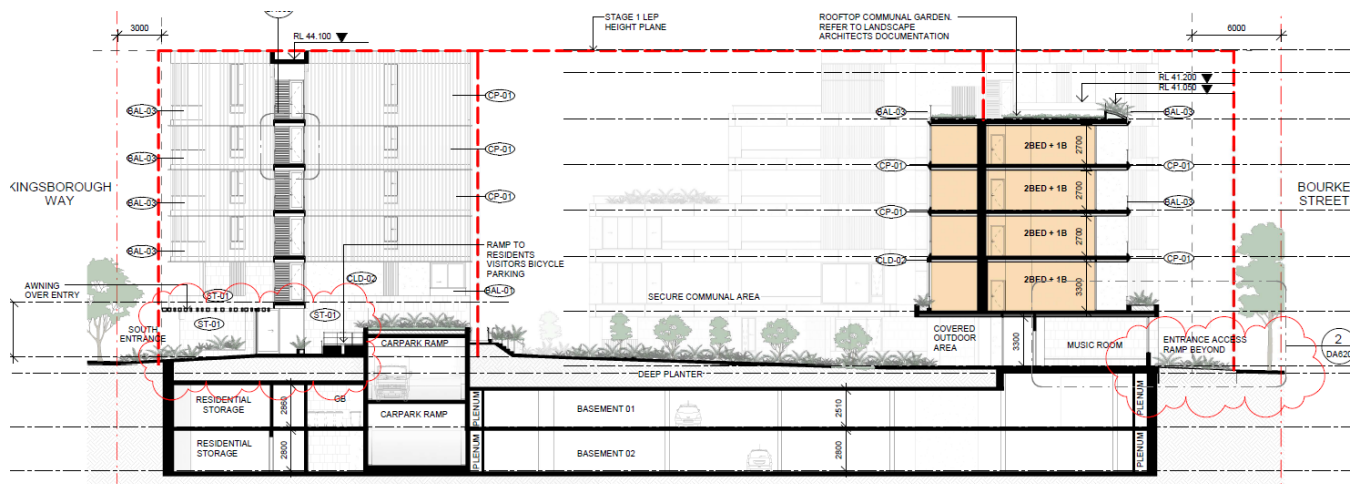 3000
RL 44.100
STAGE 1 LEP
HEIGHT PLANE
ROOFTOP COMMUNAL GARDEN.
REFER TO LANDSCAPE
ARCHITECTS DOCUMENTATION
6000
RL 41.200
RL 41.050
BAL-03
BAL-03
BAL-03
BAL-03
CP-01
CP-01
CP-01
BAL-03
BAL-03
CP-01
CP-01
CP-01
BAL-03
CLD-02
CP-01
2BED + 1B
2700
2BED + 1B
2700
2BED + 1B
2700
2BED + 1B
3300
KINGSBOROUGH
WAY
BOURKE
STREET
RAMP TO
RESIDENTS
VISITORS BICYCLE
PARKING
CLD-02
BAL-01
AWNING
OVER ENTRY
ST-01
ST-01
ST-01
SOUTH
ENTRANCE
SECURE COMMUNAL AREA
COVERED
OUTDOOR
AREA
3300
MUSIC ROOM
ENTRANCE ACCESS
RAMP BEYOND
2
DA620
CARPARK RAMP
DEEP PLANTER
RESIDENTIAL
STORAGE
2860
CARPARK RAMP
PLENUM
BASEMENT 01
2510
PLENUM
RESIDENTIAL
STORAGE
2800
PLENUM
BASEMENT 02
2800
PLENUM